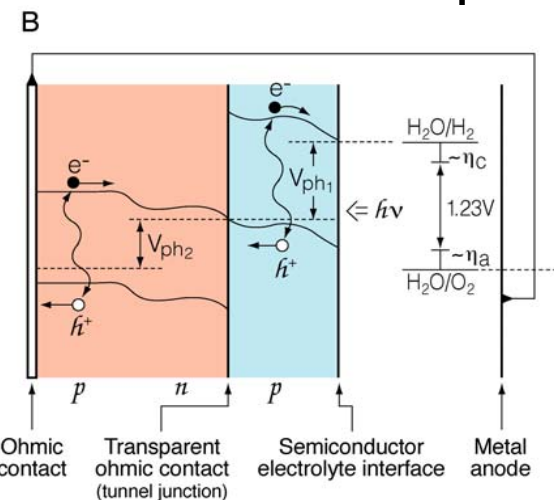 B
e⁻
H₂O/H₂
~ηc
e⁻
Vph₁
⇐ hν
1.23V
Vph₂
h⁺
~ηa
H₂O/O₂
h⁺
p
n
p
Ohmic
contact
Transparent
ohmic contact
(tunnel junction)
Semiconductor
electrolyte interface
Metal
anode